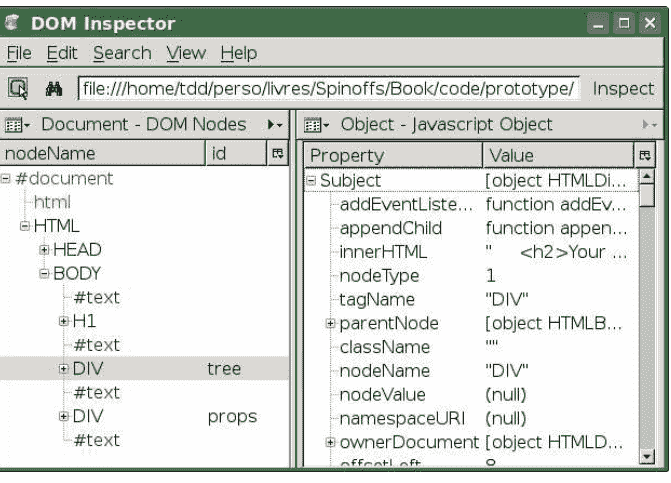 DOM Inspector
File Edit Search View Help
file:///home/tdd/perso/livres/Spinoffs/Book/code/prototype/ Inspect
Document - DOM Nodes
nodeName id
#document
html
HTML
HEAD
BODY
#text
H1
#text
DIV tree
#text
DIV props
#text
Object - Javascript Object
Property Value
Subject [object HTMLDi...
addEventListe... function addEv...
appendChild function appen...
innerHTML " <h2>Your ...
nodeType 1
tagName "DIV"
parentNode [object HTMLB...
className ""
nodeName "DIV"
nodeValue (null)
namespaceURI (null)
ownerDocument [object HTMLD...